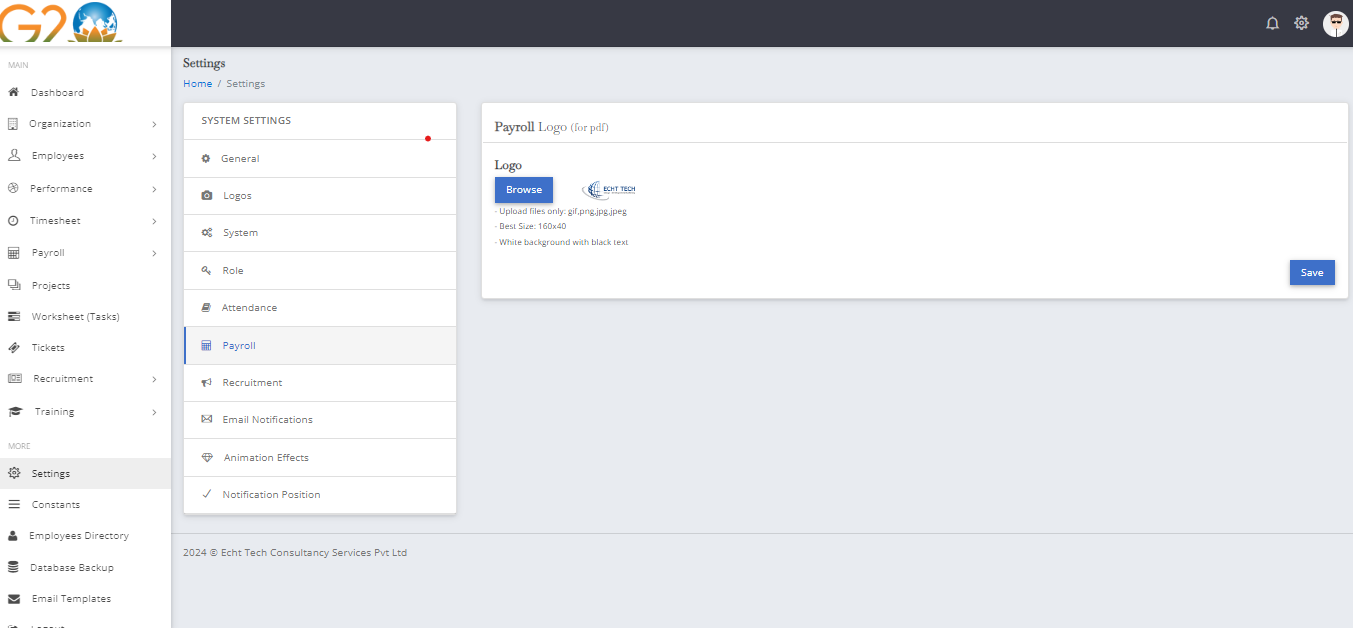 G20
MAIN
Dashboard
Organization
Employees
Performance
Timesheet
Payroll
Projects
Worksheet (Tasks)
Tickets
Recruitment
Training
MORE
Settings
Constants
Employees Directory
Database Backup
Email Templates
Logout
Settings
Home / Settings
SYSTEM SETTINGS
General
Logos
System
Role
Attendance
Payroll
Recruitment
Email Notifications
Animation Effects
Notification Position
Payroll Logo (for pdf)
Logo
Browse
ECHT TECH
- Upload files only: gif,png,jpg,jpeg
- Best Size: 160x40
- White background with black text
Save
2024 © Echt Tech Consultancy Services Pvt Ltd